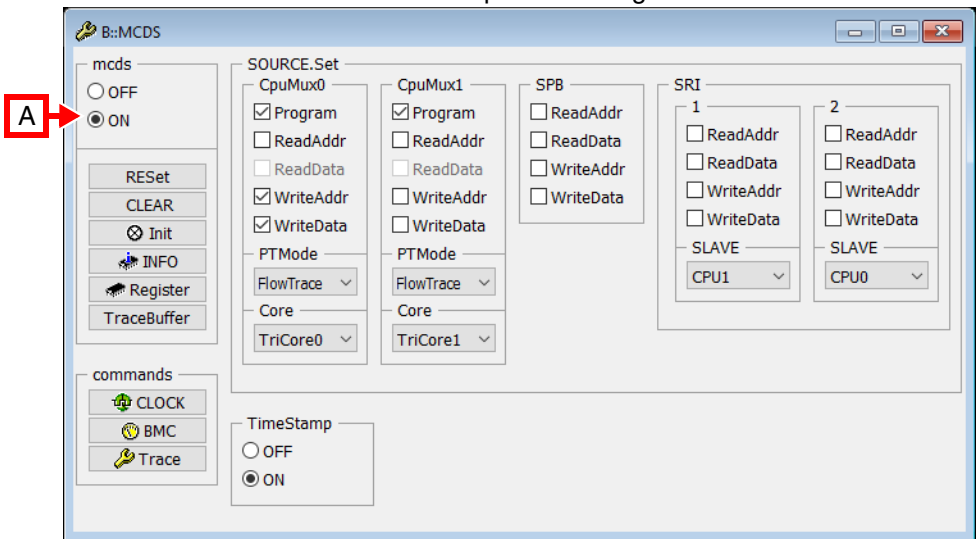 B::MCDS
A
mcds
OFF
ON
RESet
CLEAR
Init
INFO
Register
TraceBuffer
commands
CLOCK
BMC
Trace
SOURCE.Set
CpuMux0
Program
ReadAddr
ReadData
WriteAddr
WriteData
PTMode
FlowTrace
Core
TriCore0
CpuMux1
Program
ReadAddr
ReadData
WriteAddr
WriteData
PTMode
FlowTrace
Core
TriCore1
SPB
ReadAddr
ReadData
WriteAddr
WriteData
SRI
1
ReadAddr
ReadData
WriteAddr
WriteData
SLAVE
CPU1
2
ReadAddr
ReadData
WriteAddr
WriteData
SLAVE
CPU0
TimeStamp
OFF
ON